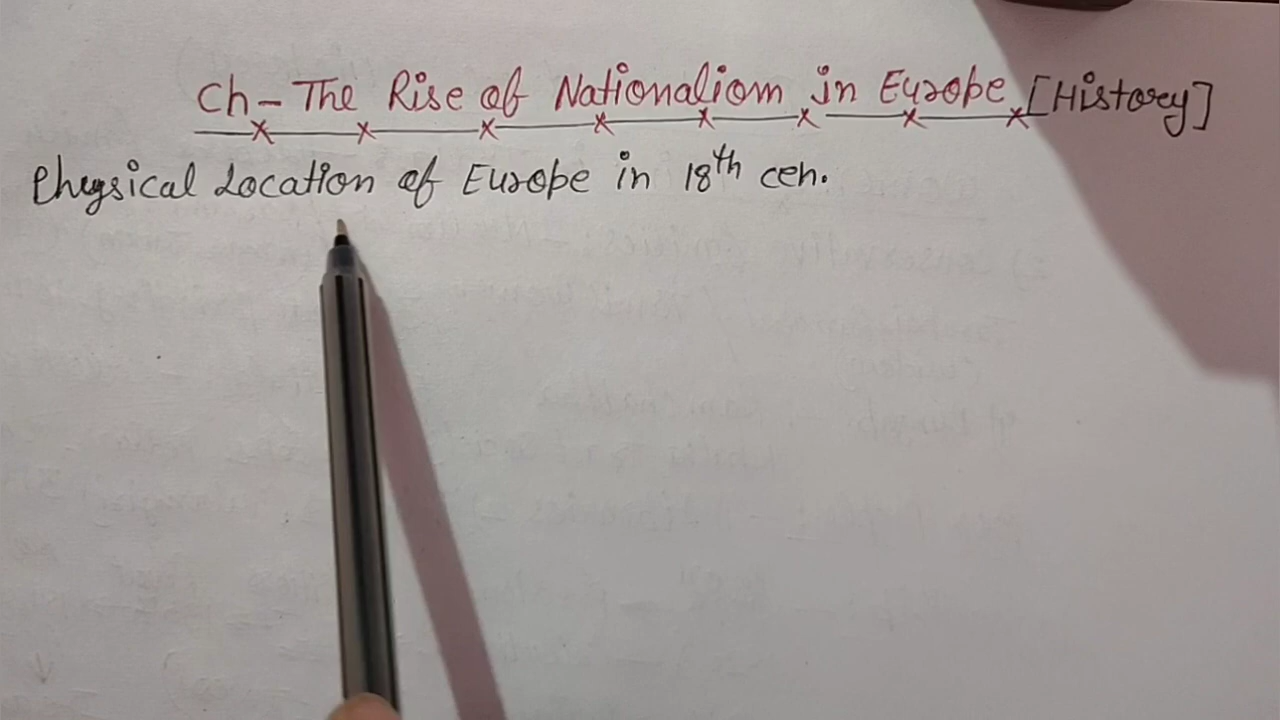 Ch - The Rise of Nationalism in Europe [History]
Physical Location of Europe in 18th cen.